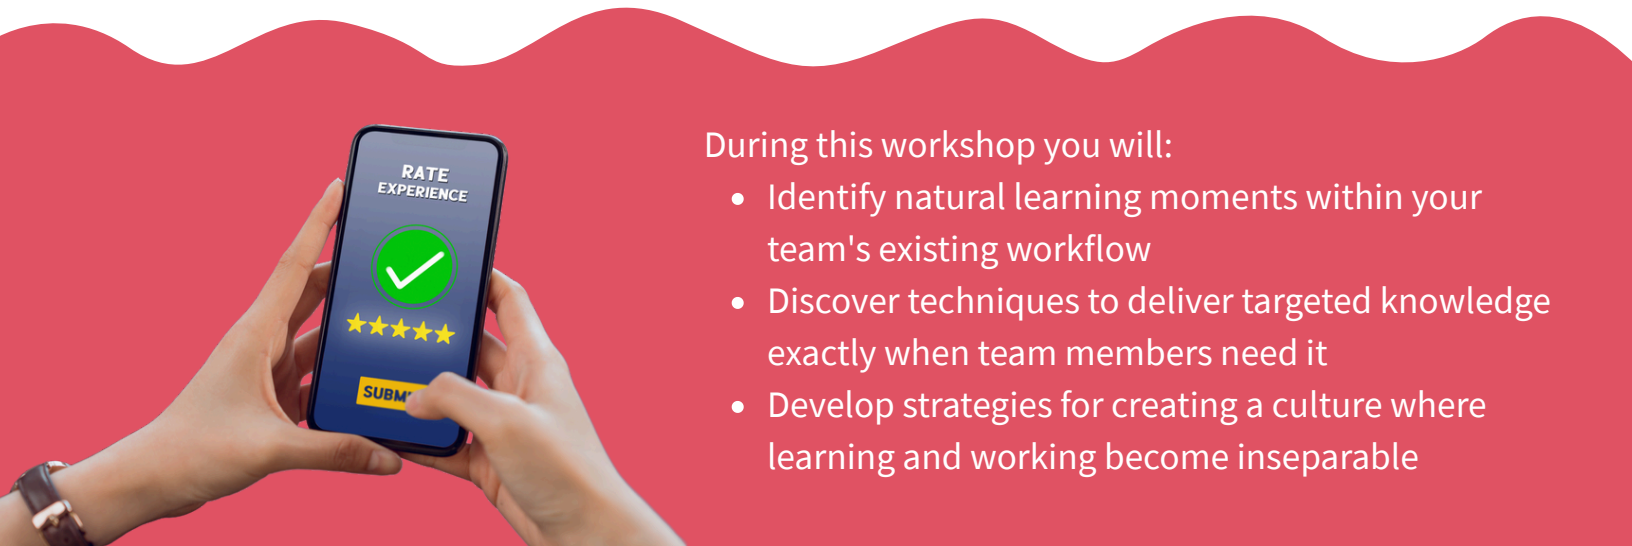 RATE
EXPERIENCE
During this workshop you will:
• Identify natural learning moments within your
team's existing workflow
• Discover techniques to deliver targeted knowledge
exactly when team members need it
• Develop strategies for creating a culture where
learning and working become inseparable